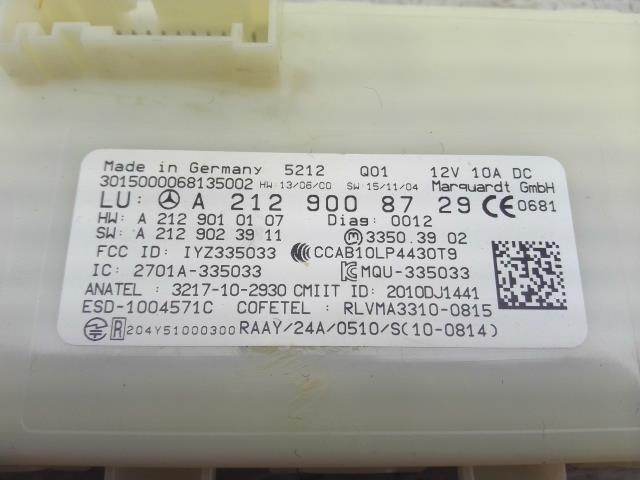 Made in Germany 5212 Q01 12V 10A DC
3015000068135002 HW:13/06/C0 SW:15/11/04 Marquardt GmbH
LU: A 212 900 87 29 CE 0681
HW: A 212 901 01 07 Diag: 0012
SW: A 212 902 39 11 M 3350.39 02
FCC ID: IYZ335033 CCAB10LP4430T9
IC: 2701A-335033 MQU-335033
ANATEL: 3217-10-2930 CMIIT ID: 2010DJ1441
ESD-1004571C COFETEL: RLVMA3310-0815
R 204Y51000300 RAAY/24A/0510/S(10-0814)